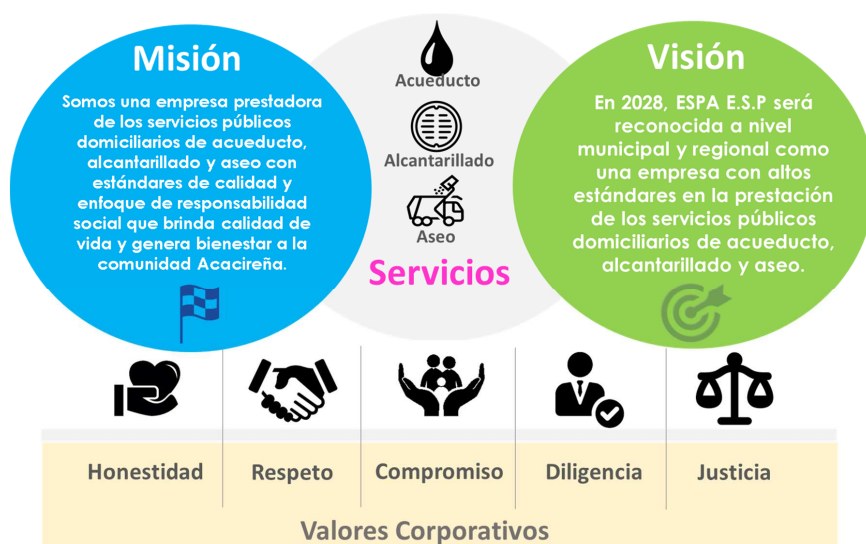 Misión
Somos una empresa prestadora
de los servicios públicos
domiciliarios de acueducto,
alcantarillado y aseo con
estándares de calidad y
enfoque de responsabilidad
social que brinda calidad de
vida y genera bienestar a la
comunidad Acacireña.
Acueducto
Alcantarillado
Aseo
Servicios
Visión
En 2028, ESPA E.S.P será
reconocida a nivel
municipal y regional como
una empresa con altos
estándares en la prestación
de los servicios públicos
domiciliarios de acueducto,
alcantarillado y aseo.
Honestidad
Respeto
Compromiso
Diligencia
Justicia
Valores Corporativos